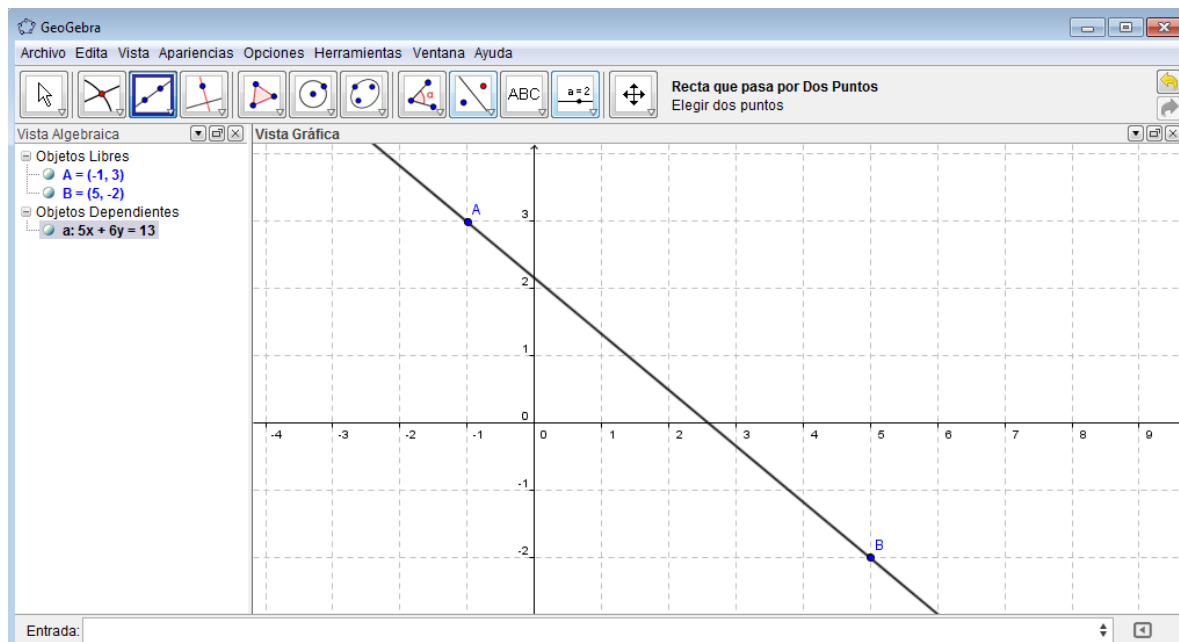 GeoGebra
Archivo Edita Vista Apariencias Opciones Herramientas Ventana Ayuda
ABC
a = 2
α
Recta que pasa por Dos Puntos
Elegir dos puntos
Vista Algebraica
Vista Gráfica
Objetos Libres
A = (-1, 3)
B = (5, -2)
Objetos Dependientes
a: 5x + 6y = 13
A
3
2
1
0
-4 -3 -2 -1 0 1 2 3 4 5 6 7 8 9
-1
-2
B
Entrada: